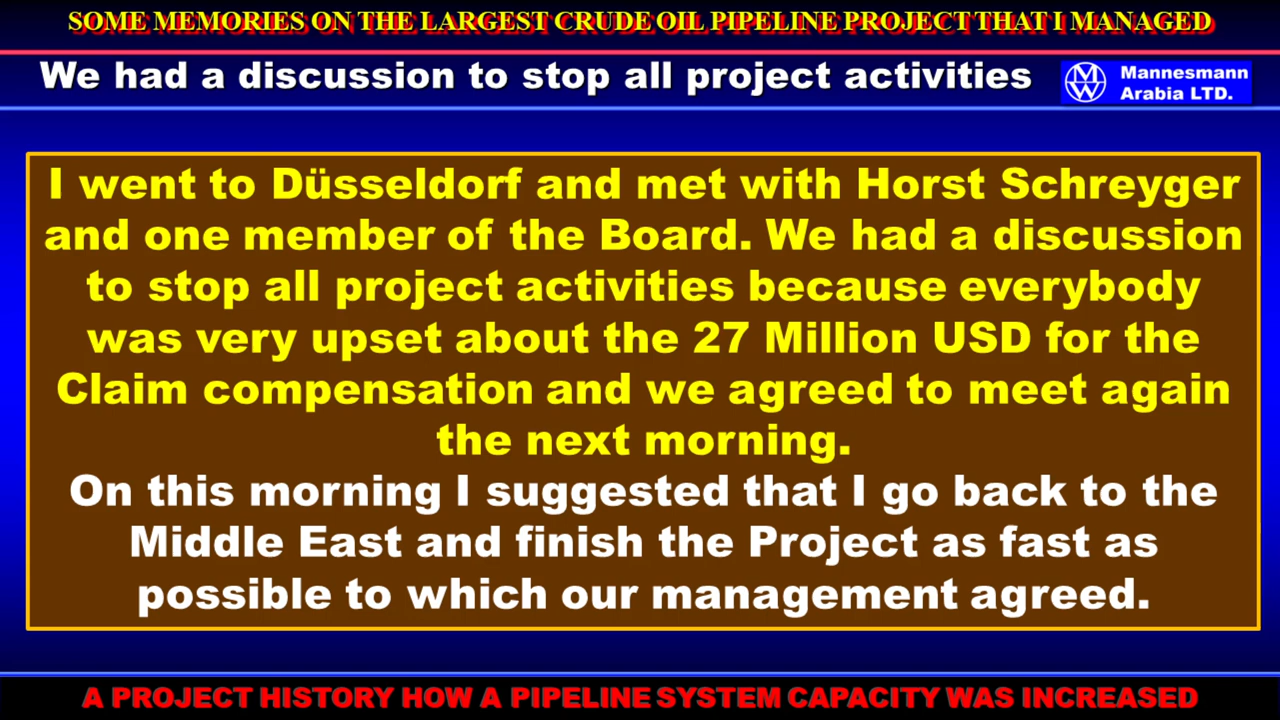 SOME MEMORIES ON THE LARGEST CRUDE OIL PIPELINE PROJECT THAT I MANAGED
We had a discussion to stop all project activities
Mannesmann
Arabia LTD.
I went to Düsseldorf and met with Horst Schreyger
and one member of the Board. We had a discussion
to stop all project activities because everybody
was very upset about the 27 Million USD for the
Claim compensation and we agreed to meet again
the next morning.
On this morning I suggested that I go back to the
Middle East and finish the Project as fast as
possible to which our management agreed.
A PROJECT HISTORY HOW A PIPELINE SYSTEM CAPACITY WAS INCREASED